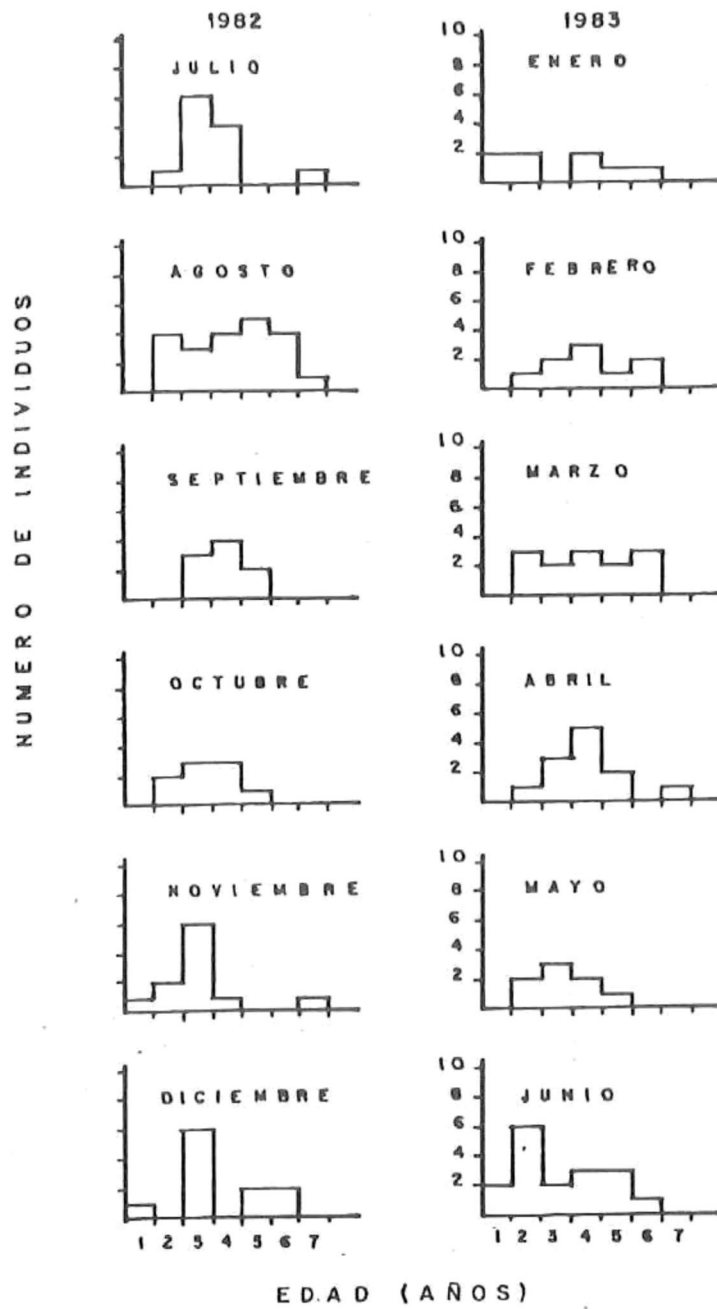 1982
1983
JULIO
ENERO
10
8
6
4
2
AGOSTO
FEBRERO
10
8
6
4
2
SEPTIEMBRE
MARZO
10
8
6
4
2
OCTUBRE
ABRIL
10
8
6
4
2
NOVIEMBRE
MAYO
10
8
6
4
2
DICIEMBRE
JUNIO
10
8
6
4
2
1 2 3 4 5 6 7
1 2 3 4 5 6 7
NUMERO DE INDIVIDUOS
EDAD (AÑOS)